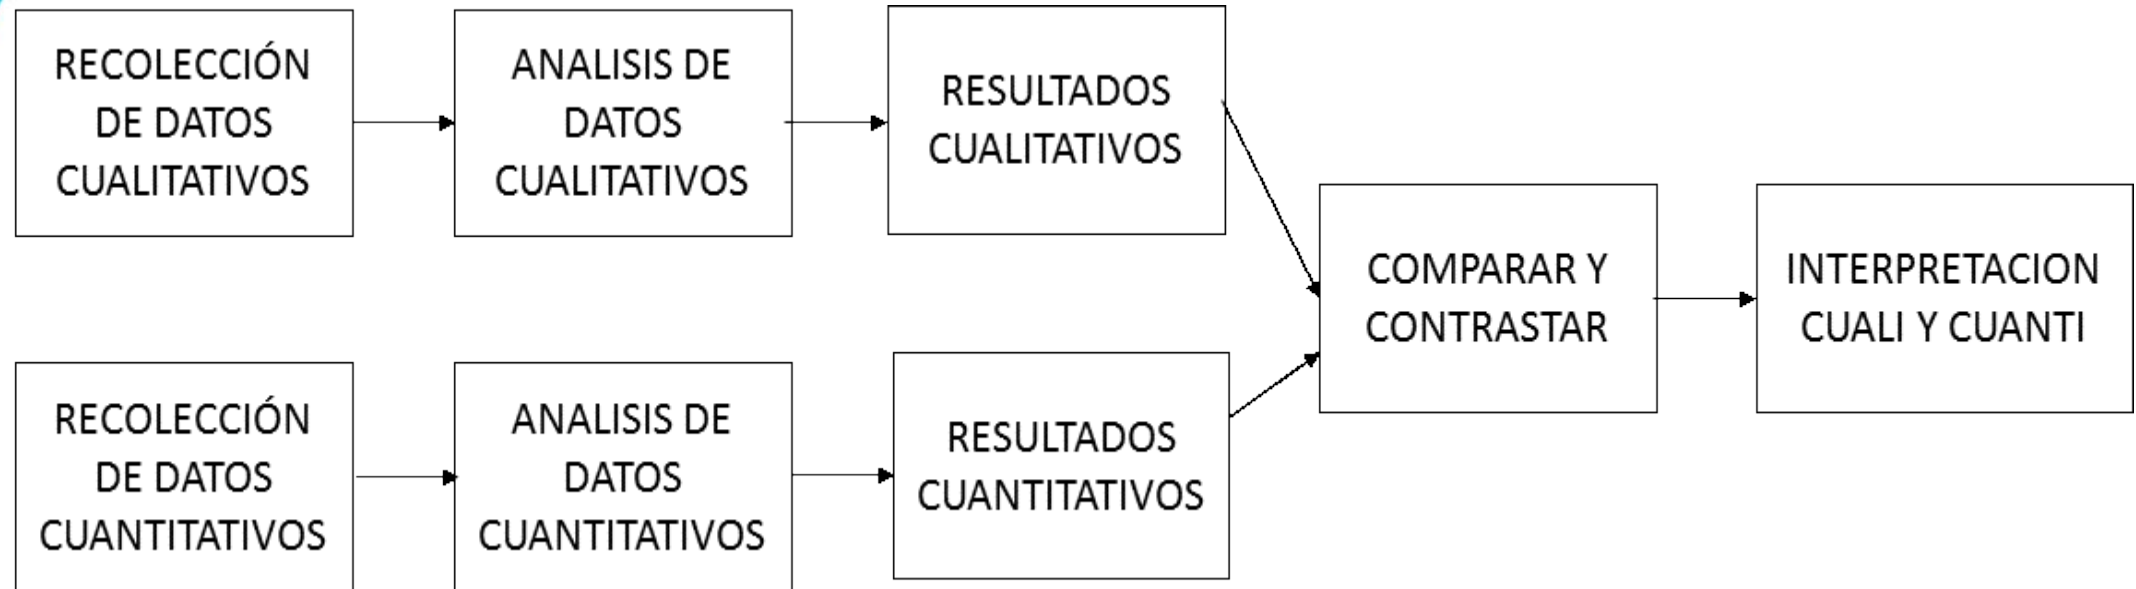 RECOLECCIÓN
DE DATOS
CUALITATIVOS
ANALISIS DE
DATOS
CUALITATIVOS
RESULTADOS
CUALITATIVOS
RECOLECCIÓN
DE DATOS
CUANTITATIVOS
ANALISIS DE
DATOS
CUANTITATIVOS
RESULTADOS
CUANTITATIVOS
COMPARAR Y
CONTRASTAR
INTERPRETACION
CUALI Y CUANTI